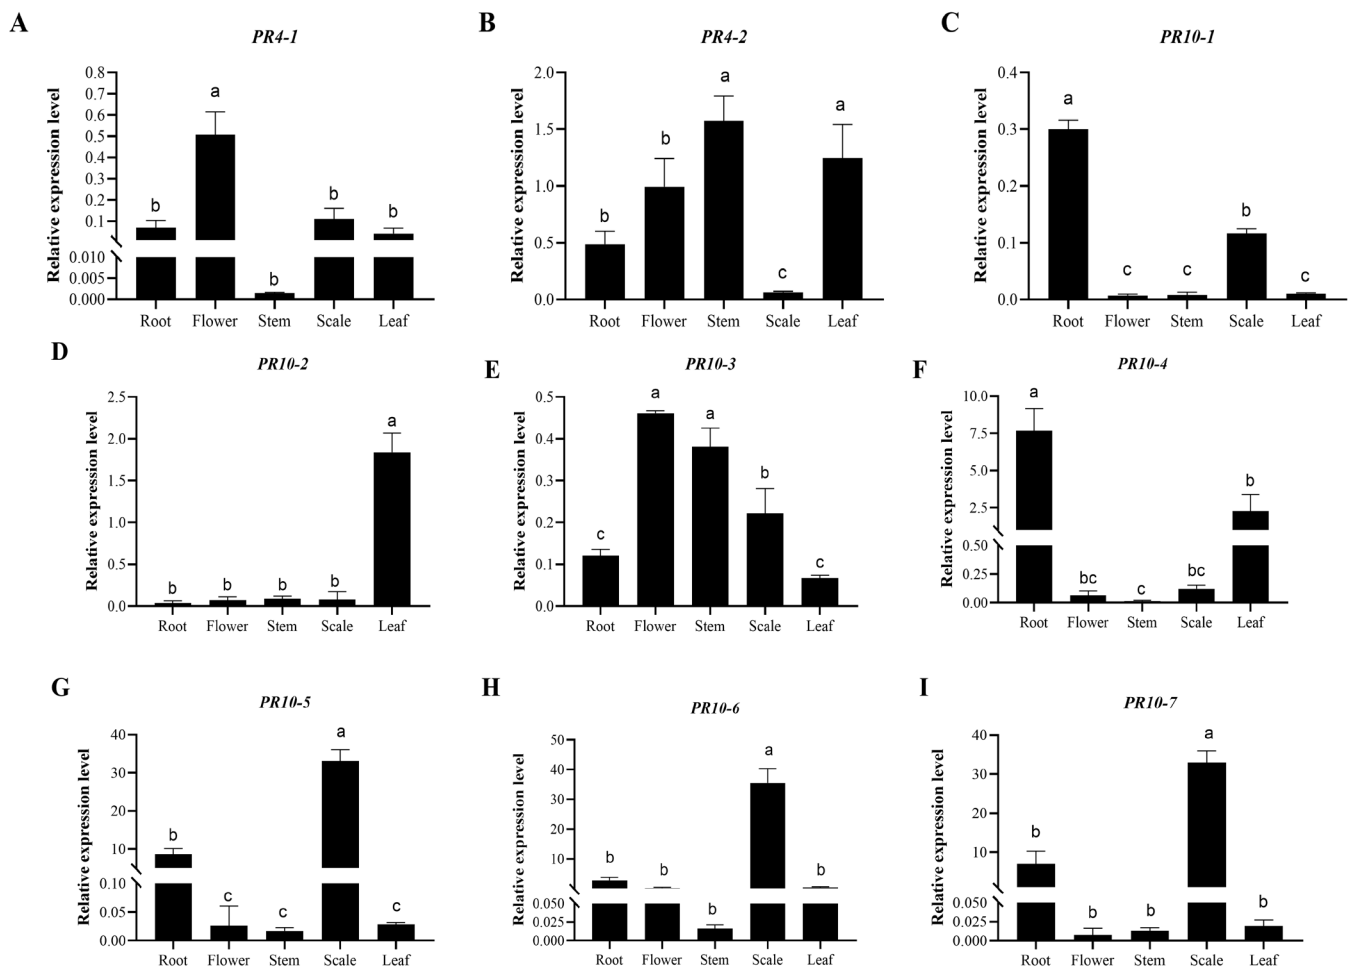 A
PR4-1
Relative expression level
0.8
0.7
0.6
0.5
0.4
0.3
0.2
0.1
0.010
0.005
0.000
b
a
b
b
b
Root Flower Stem Scale Leaf
B
PR4-2
Relative expression level
2.0
1.5
1.0
0.5
0.0
b
b
a
c
a
Root Flower Stem Scale Leaf
C
PR10-1
Relative expression level
0.4
0.3
0.2
0.1
0.0
a
c
c
b
c
Root Flower Stem Scale Leaf
D
PR10-2
Relative expression level
2.5
2.0
1.5
1.0
0.5
0.0
b
b
b
b
a
Root Flower Stem Scale Leaf
E
PR10-3
Relative expression level
0.5
0.4
0.3
0.2
0.1
0.0
c
a
a
b
c
Root Flower Stem Scale Leaf
F
PR10-4
Relative expression level
10.0
7.5
5.0
2.5
0.50
0.25
0.00
a
bc
c
bc
b
Root Flower Stem Scale Leaf
G
PR10-5
Relative expression level
40
30
20
10
0.10
0.05
0.00
b
c
c
a
c
Root Flower Stem Scale Leaf
H
PR10-6
Relative expression level
50
40
30
20
10
0.050
0.025
0.000
b
b
b
a
b
Root Flower Stem Scale Leaf
I
PR10-7
Relative expression level
40
30
20
10
0.050
0.025
0.000
b
b
b
a
b
Root Flower Stem Scale Leaf